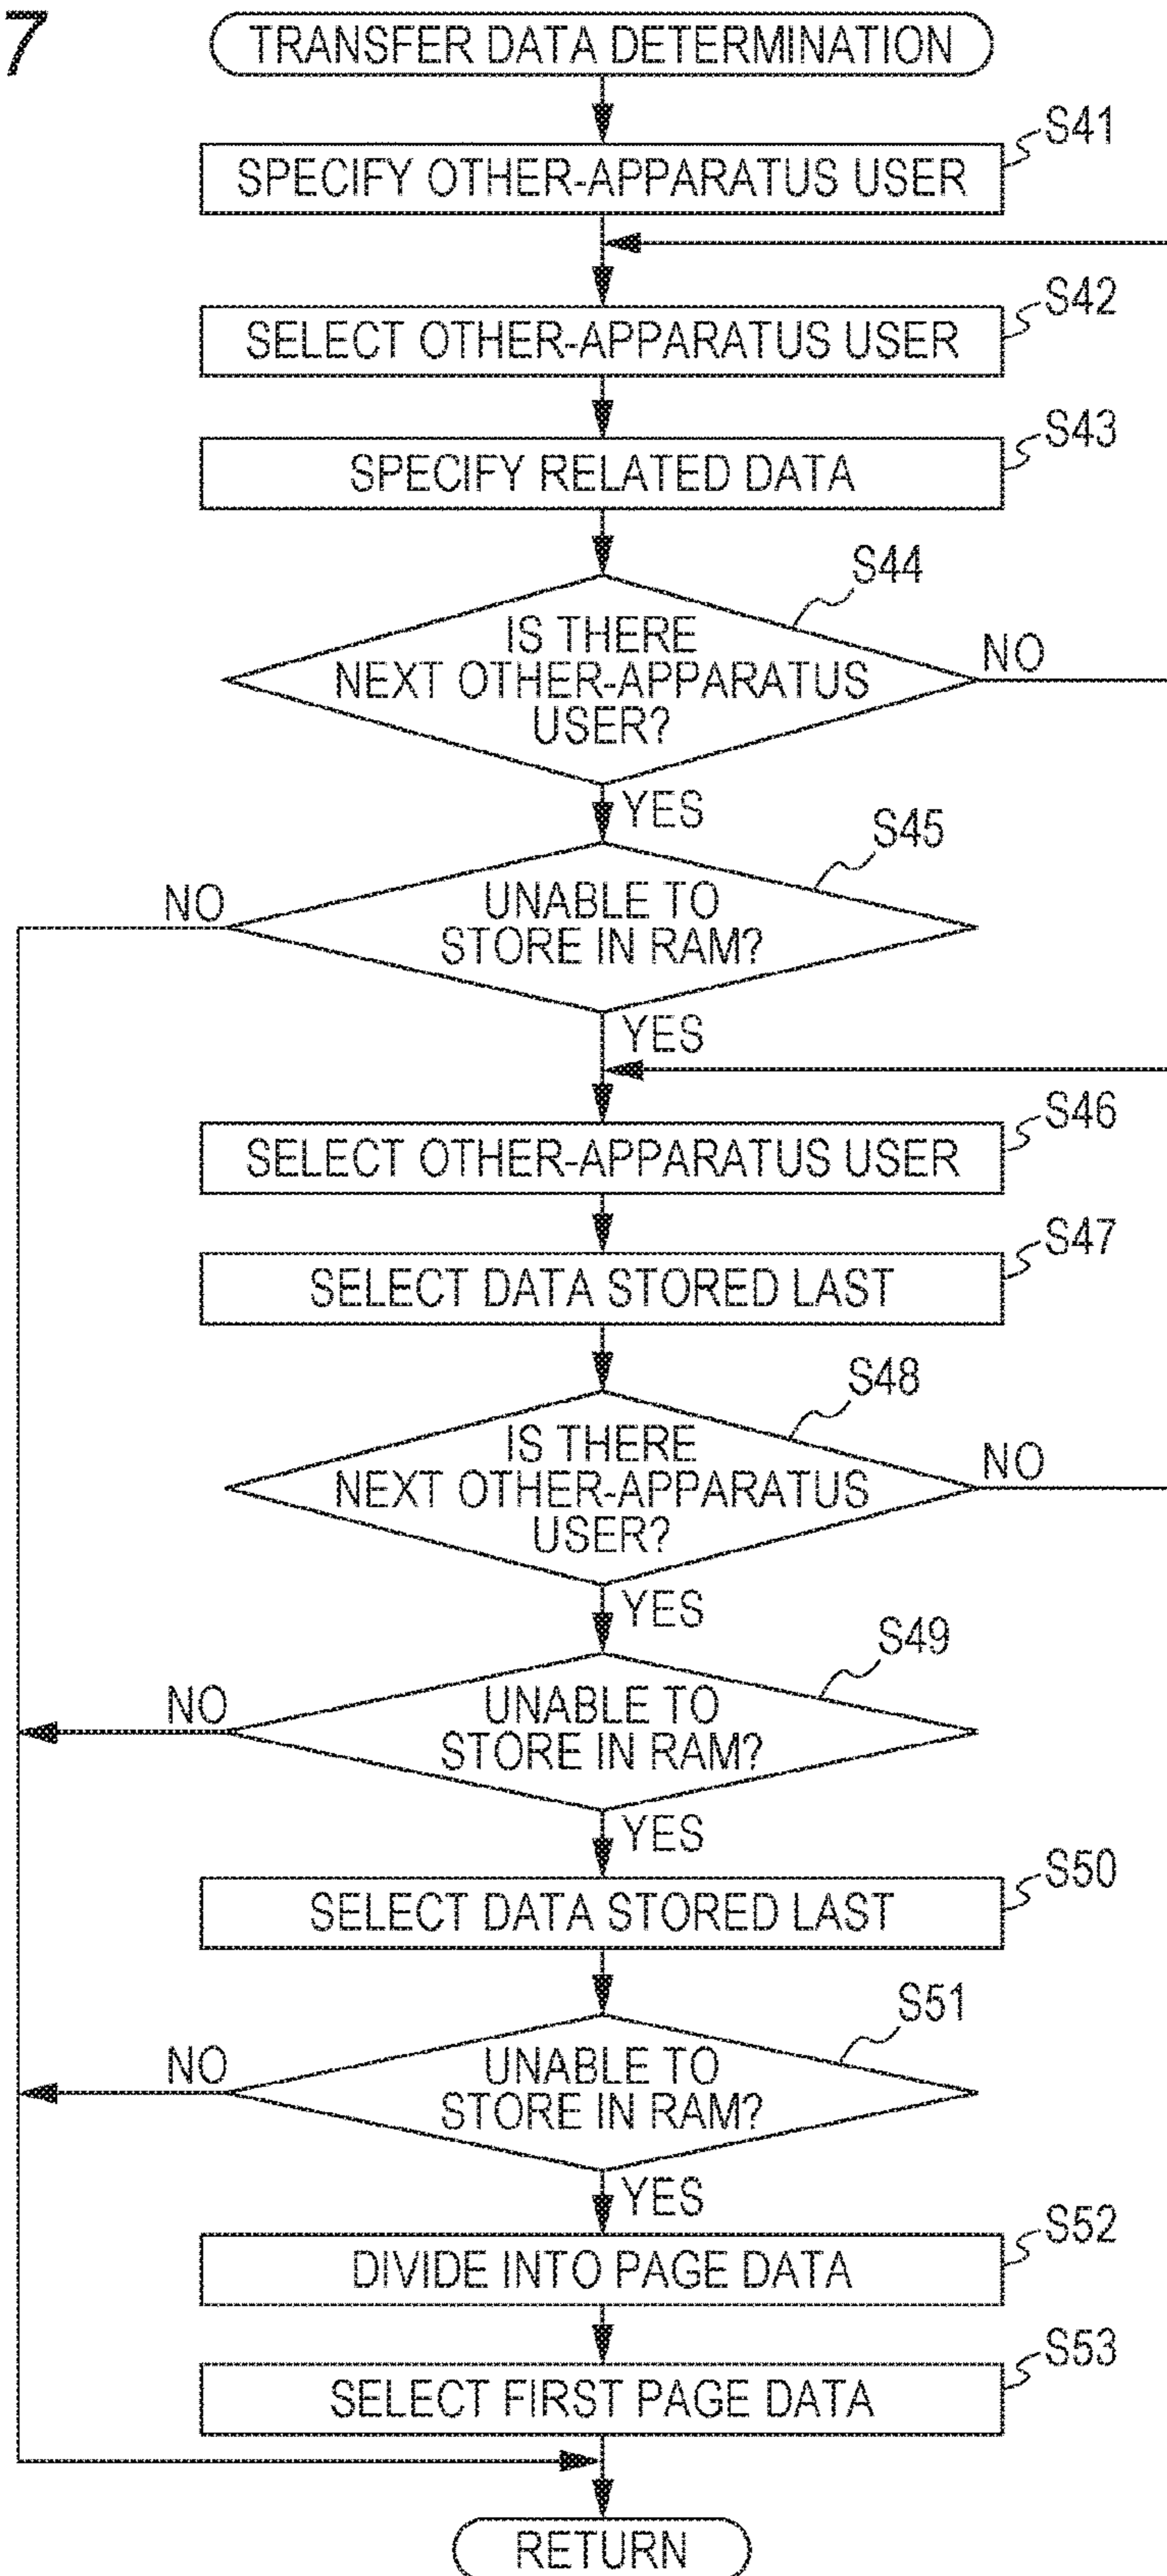 7
TRANSFER DATA DETERMINATION
S41
SPECIFY OTHER-APPARATUS USER
S42
SELECT OTHER-APPARATUS USER
S43
SPECIFY RELATED DATA
S44
IS THERE
NEXT OTHER-APPARATUS
USER?
NO
YES
S45
UNABLE TO
STORE IN RAM?
NO
YES
S46
SELECT OTHER-APPARATUS USER
S47
SELECT DATA STORED LAST
S48
IS THERE
NEXT OTHER-APPARATUS
USER?
NO
YES
S49
UNABLE TO
STORE IN RAM?
NO
YES
S50
SELECT DATA STORED LAST
S51
UNABLE TO
STORE IN RAM?
NO
YES
S52
DIVIDE INTO PAGE DATA
S53
SELECT FIRST PAGE DATA
RETURN